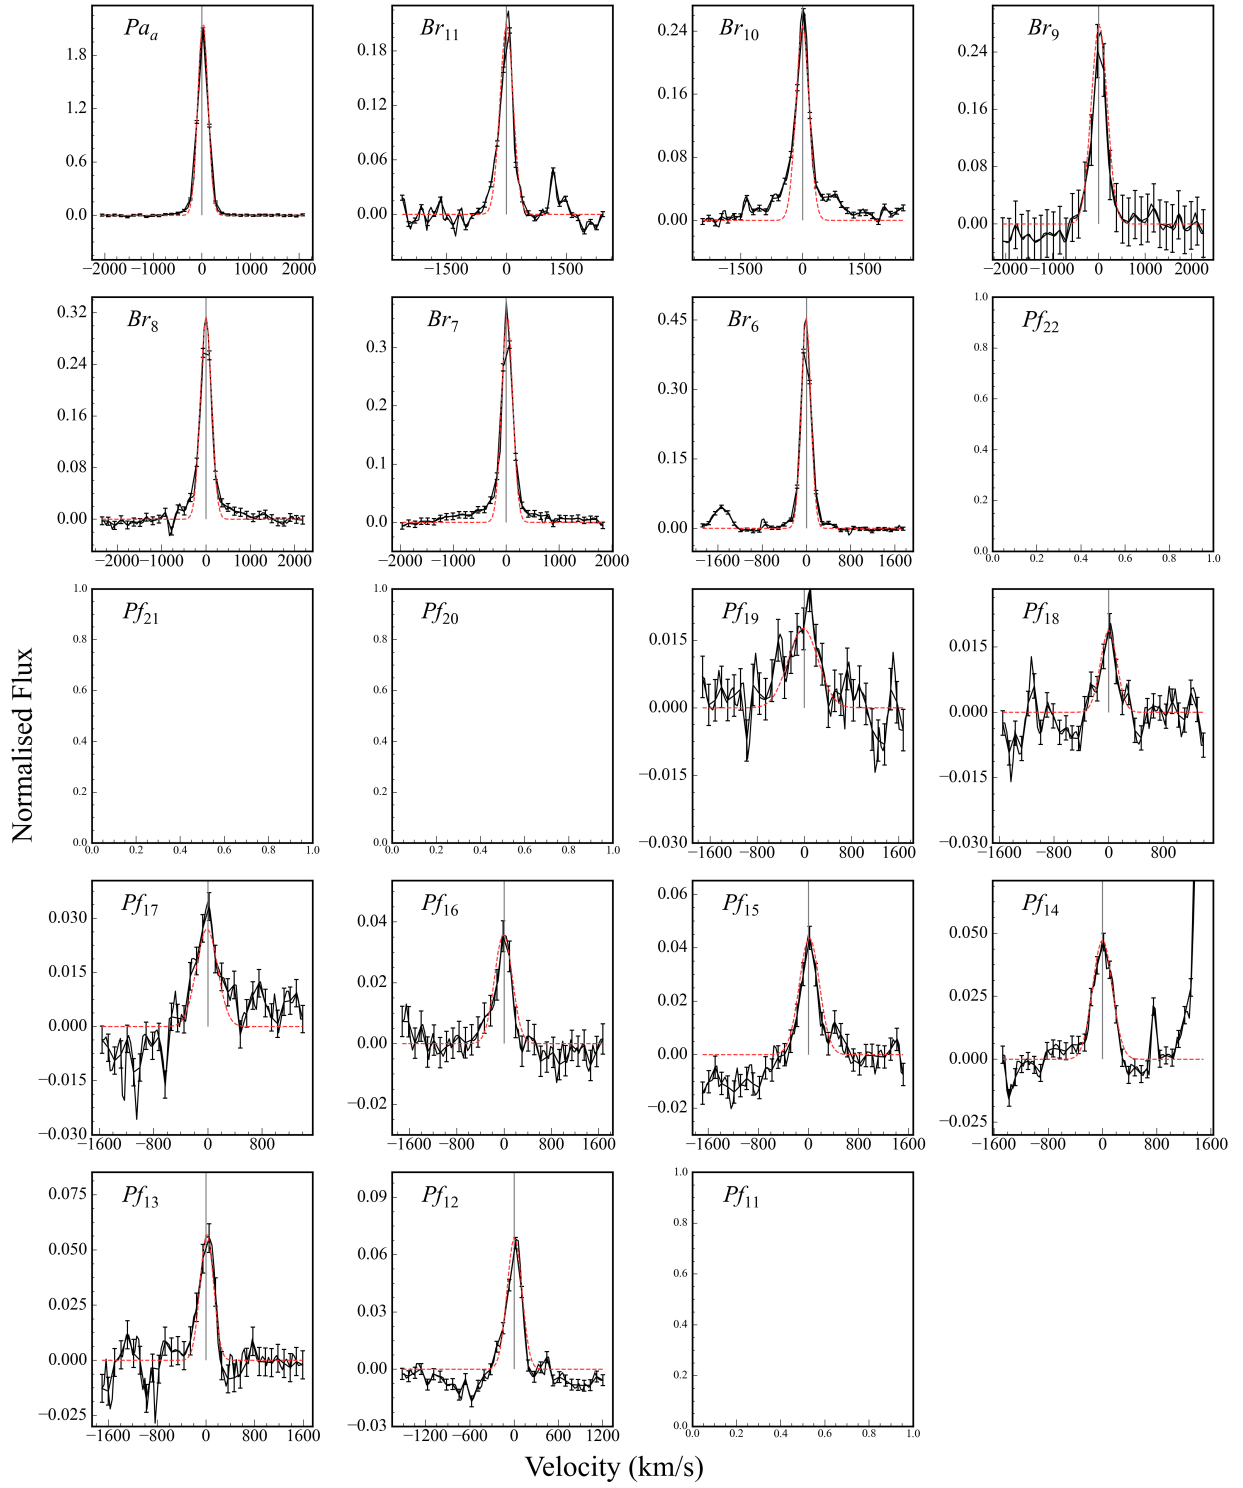 Normalised Flux
Pa_a
1.8
1.2
0.6
0.0
−2000 −1000 0 1000 2000
Br_11
0.18
0.12
0.06
0.00
−1500 0 1500
Br_10
0.24
0.16
0.08
0.00
−1500 0 1500
Br_9
0.24
0.16
0.08
0.00
−2000 −1000 0 1000 2000
Br_8
0.32
0.24
0.16
0.08
0.00
−2000 −1000 0 1000 2000
Br_7
0.3
0.2
0.1
0.0
−2000 −1000 0 1000 2000
Br_6
0.45
0.30
0.15
0.00
−1600 −800 0 800 1600
Pf_22
1.0
0.8
0.6
0.4
0.2
0.0
0.0 0.2 0.4 0.6 0.8 1.0
Pf_21
1.0
0.8
0.6
0.4
0.2
0.0
0.0 0.2 0.4 0.6 0.8 1.0
Pf_20
1.0
0.8
0.6
0.4
0.2
0.0
0.0 0.2 0.4 0.6 0.8 1.0
Pf_19
0.015
0.000
−0.015
−0.030
−1600 −800 0 800 1600
Pf_18
0.015
0.000
−0.015
−0.030
−1600 −800 0 800
Pf_17
0.030
0.015
0.000
−0.015
−0.030
−1600 −800 0 800
Pf_16
0.04
0.02
0.00
−0.02
−1600 −800 0 800 1600
Pf_15
0.06
0.04
0.02
0.00
−0.02
−1600 −800 0 800 1600
Pf_14
0.050
0.025
0.000
−0.025
−1600 −800 0 800 1600
Pf_13
0.075
0.050
0.025
0.000
−0.025
−1600 −800 0 800 1600
Pf_12
0.09
0.06
0.03
0.00
−0.03
−1200 −600 0 600 1200
Pf_11
1.0
0.8
0.6
0.4
0.2
0.0
0.0 0.2 0.4 0.6 0.8 1.0
Velocity (km/s)